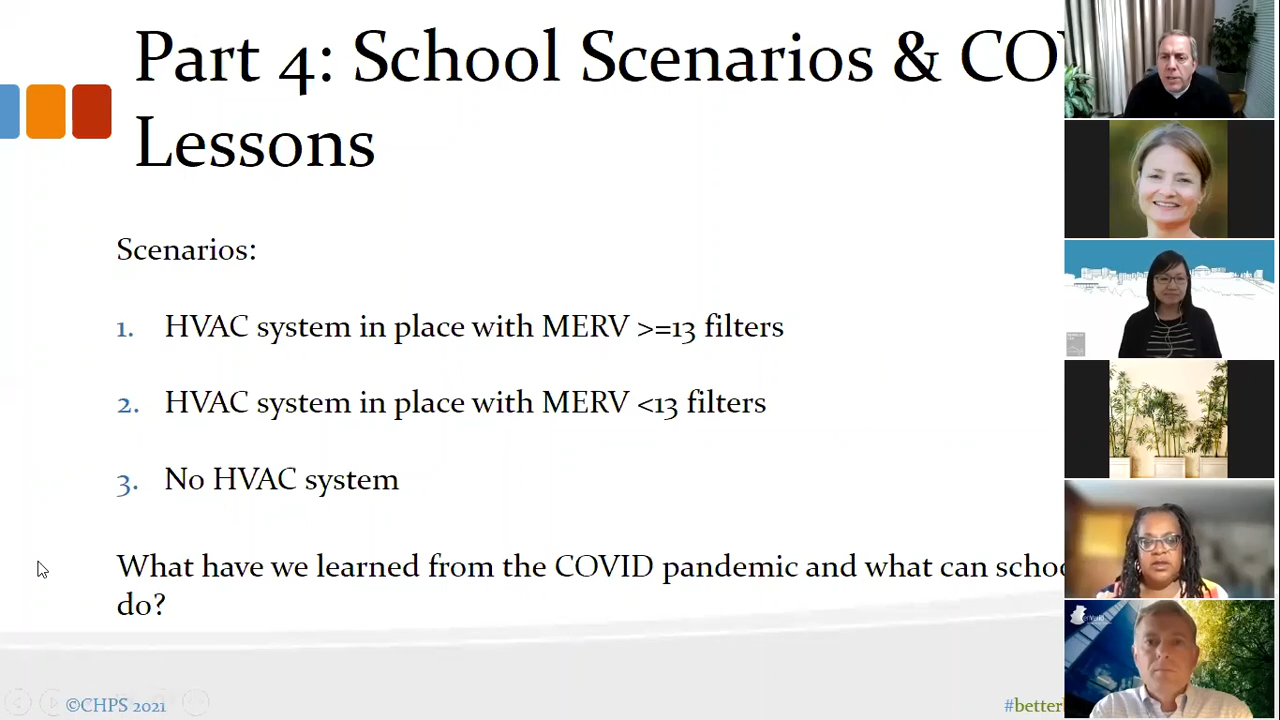 Part 4: School Scenarios & CO
Lessons
Scenarios:
1. HVAC system in place with MERV >=13 filters
2. HVAC system in place with MERV <13 filters
3. No HVAC system
What have we learned from the COVID pandemic and what can
do?
©CHPS 2021